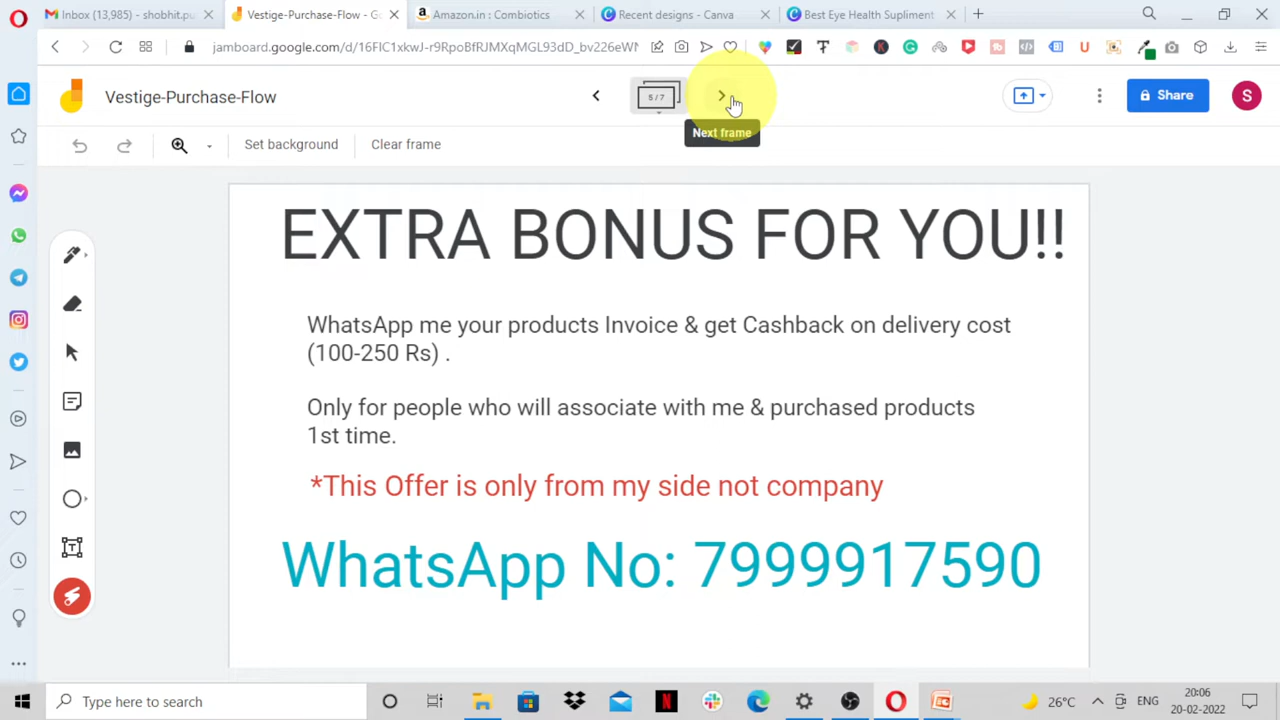 Inbox (13,985) - shobhit.p
Vestige-Purchase-Flow - G
Amazon.in : Combiotics
Recent designs - Canva
Best Eye Health Supliment
jamboard.google.com/d/16FIC1xkwJ-r9RpoBfRJMXqMGL93dD_bv226eWN
Vestige-Purchase-Flow
5 / 7
Share
S
Next frame
Set background
Clear frame
EXTRA BONUS FOR YOU!!
WhatsApp me your products Invoice & get Cashback on delivery cost
(100-250 Rs) .
Only for people who will associate with me & purchased products
1st time.
*This Offer is only from my side not company
WhatsApp No: 7999917590
Type here to search
26°C
ENG
20:06
20-02-2022